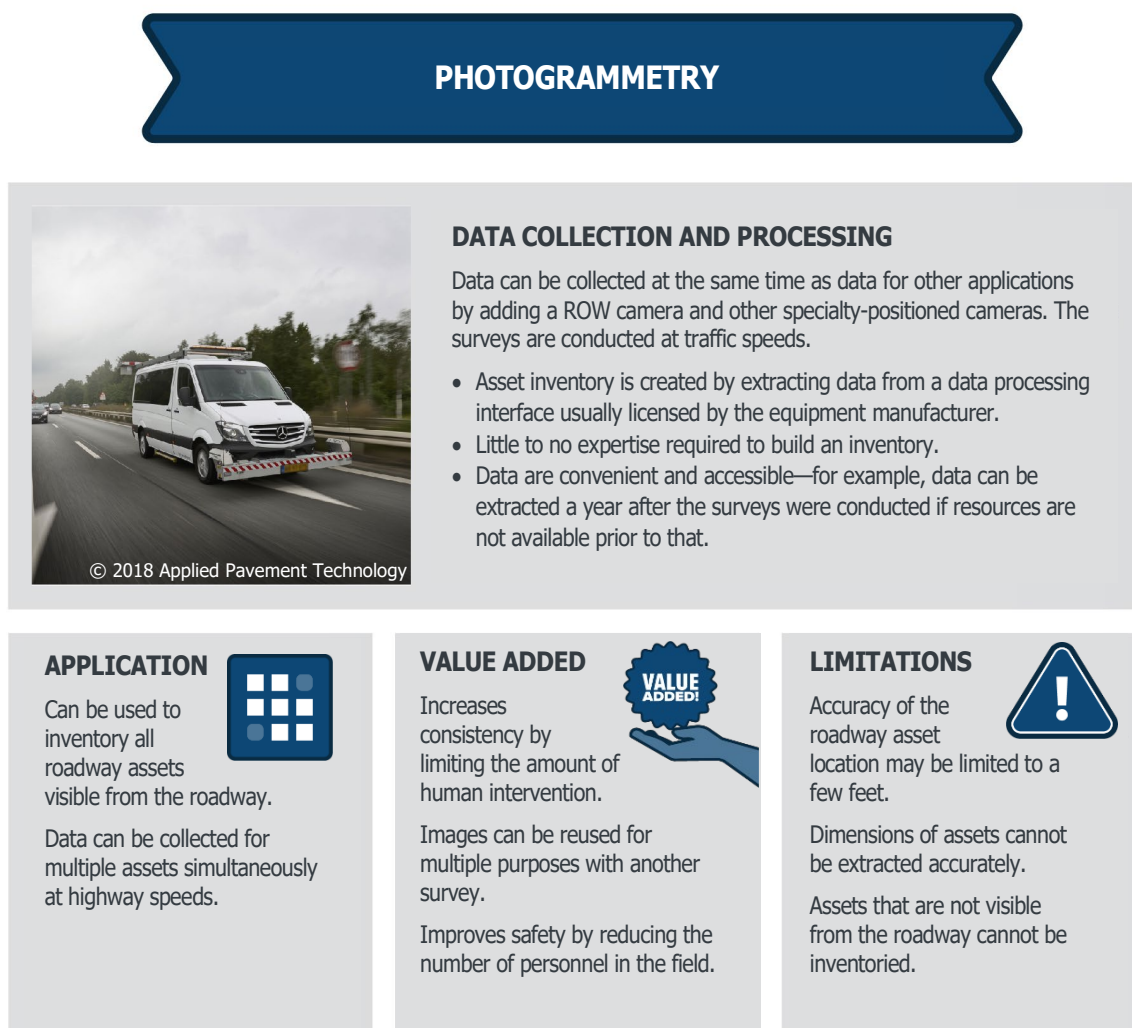 PHOTOGRAMMETRY
© 2018 Applied Pavement Technology
DATA COLLECTION AND PROCESSING
Data can be collected at the same time as data for other applications
by adding a ROW camera and other specialty-positioned cameras. The
surveys are conducted at traffic speeds.
• Asset inventory is created by extracting data from a data processing
interface usually licensed by the equipment manufacturer.
• Little to no expertise required to build an inventory.
• Data are convenient and accessible—for example, data can be
extracted a year after the surveys were conducted if resources are
not available prior to that.
APPLICATION
Can be used to
inventory all
roadway assets
visible from the roadway.
Data can be collected for
multiple assets simultaneously
at highway speeds.
VALUE ADDED
VALUE
ADDED!
Increases
consistency by
limiting the amount of
human intervention.
Images can be reused for
multiple purposes with another
survey.
Improves safety by reducing the
number of personnel in the field.
LIMITATIONS
!
Accuracy of the
roadway asset
location may be limited to a
few feet.
Dimensions of assets cannot
be extracted accurately.
Assets that are not visible
from the roadway cannot be
inventoried.